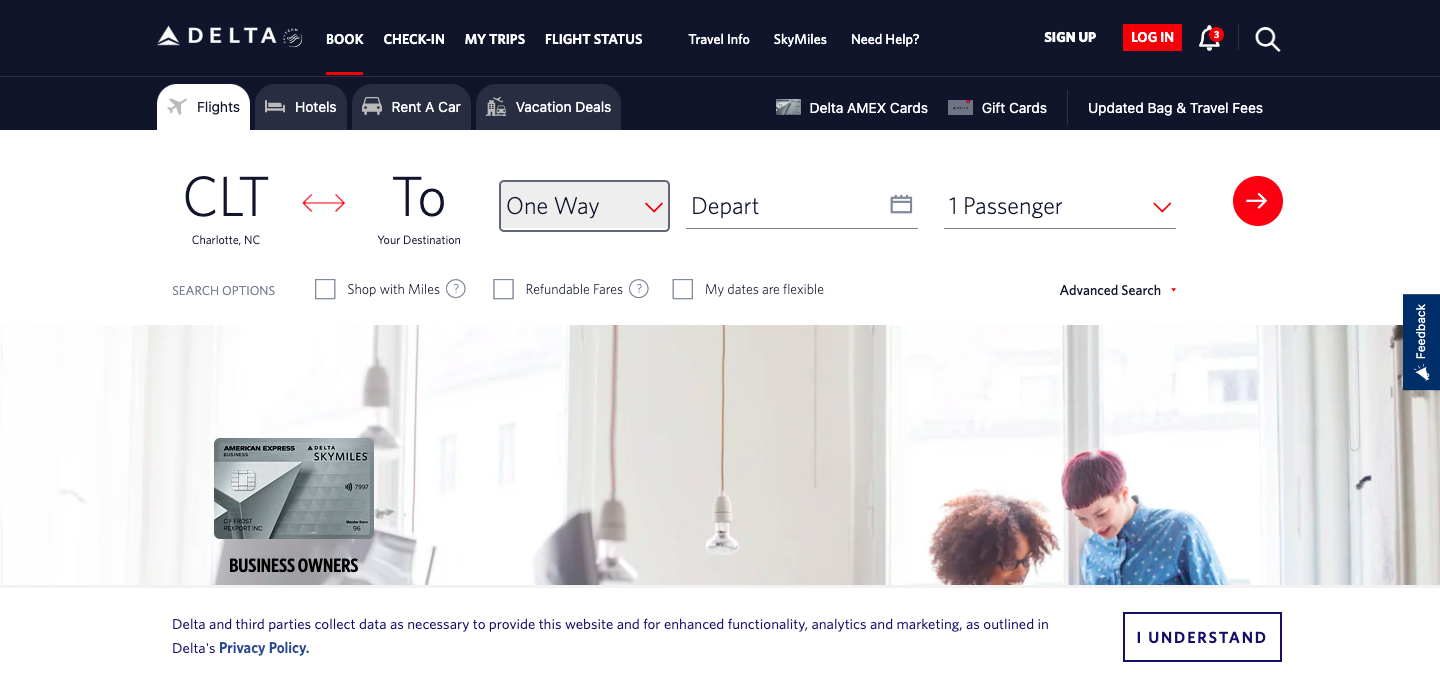 DELTA
BOOK
CHECK-IN
MY TRIPS
FLIGHT STATUS
Travel Info
SkyMiles
Need Help?
SIGN UP
LOG IN
3
Flights
Hotels
Rent A Car
Vacation Deals
Delta AMEX Cards
Gift Cards
Updated Bag & Travel Fees
CLT
Charlotte, NC
To
Your Destination
One Way
Depart
1 Passenger
SEARCH OPTIONS
Shop with Miles ?
Refundable Fares ?
My dates are flexible
Advanced Search
Feedback
AMERICAN EXPRESS
BUSINESS
DELTA
SKYMILES
7997
C F FROST
REXPORT INC
Member Since
96
BUSINESS OWNERS
Delta and third parties collect data as necessary to provide this website and for enhanced functionality, analytics and marketing, as outlined in
Delta's Privacy Policy.
I UNDERSTAND